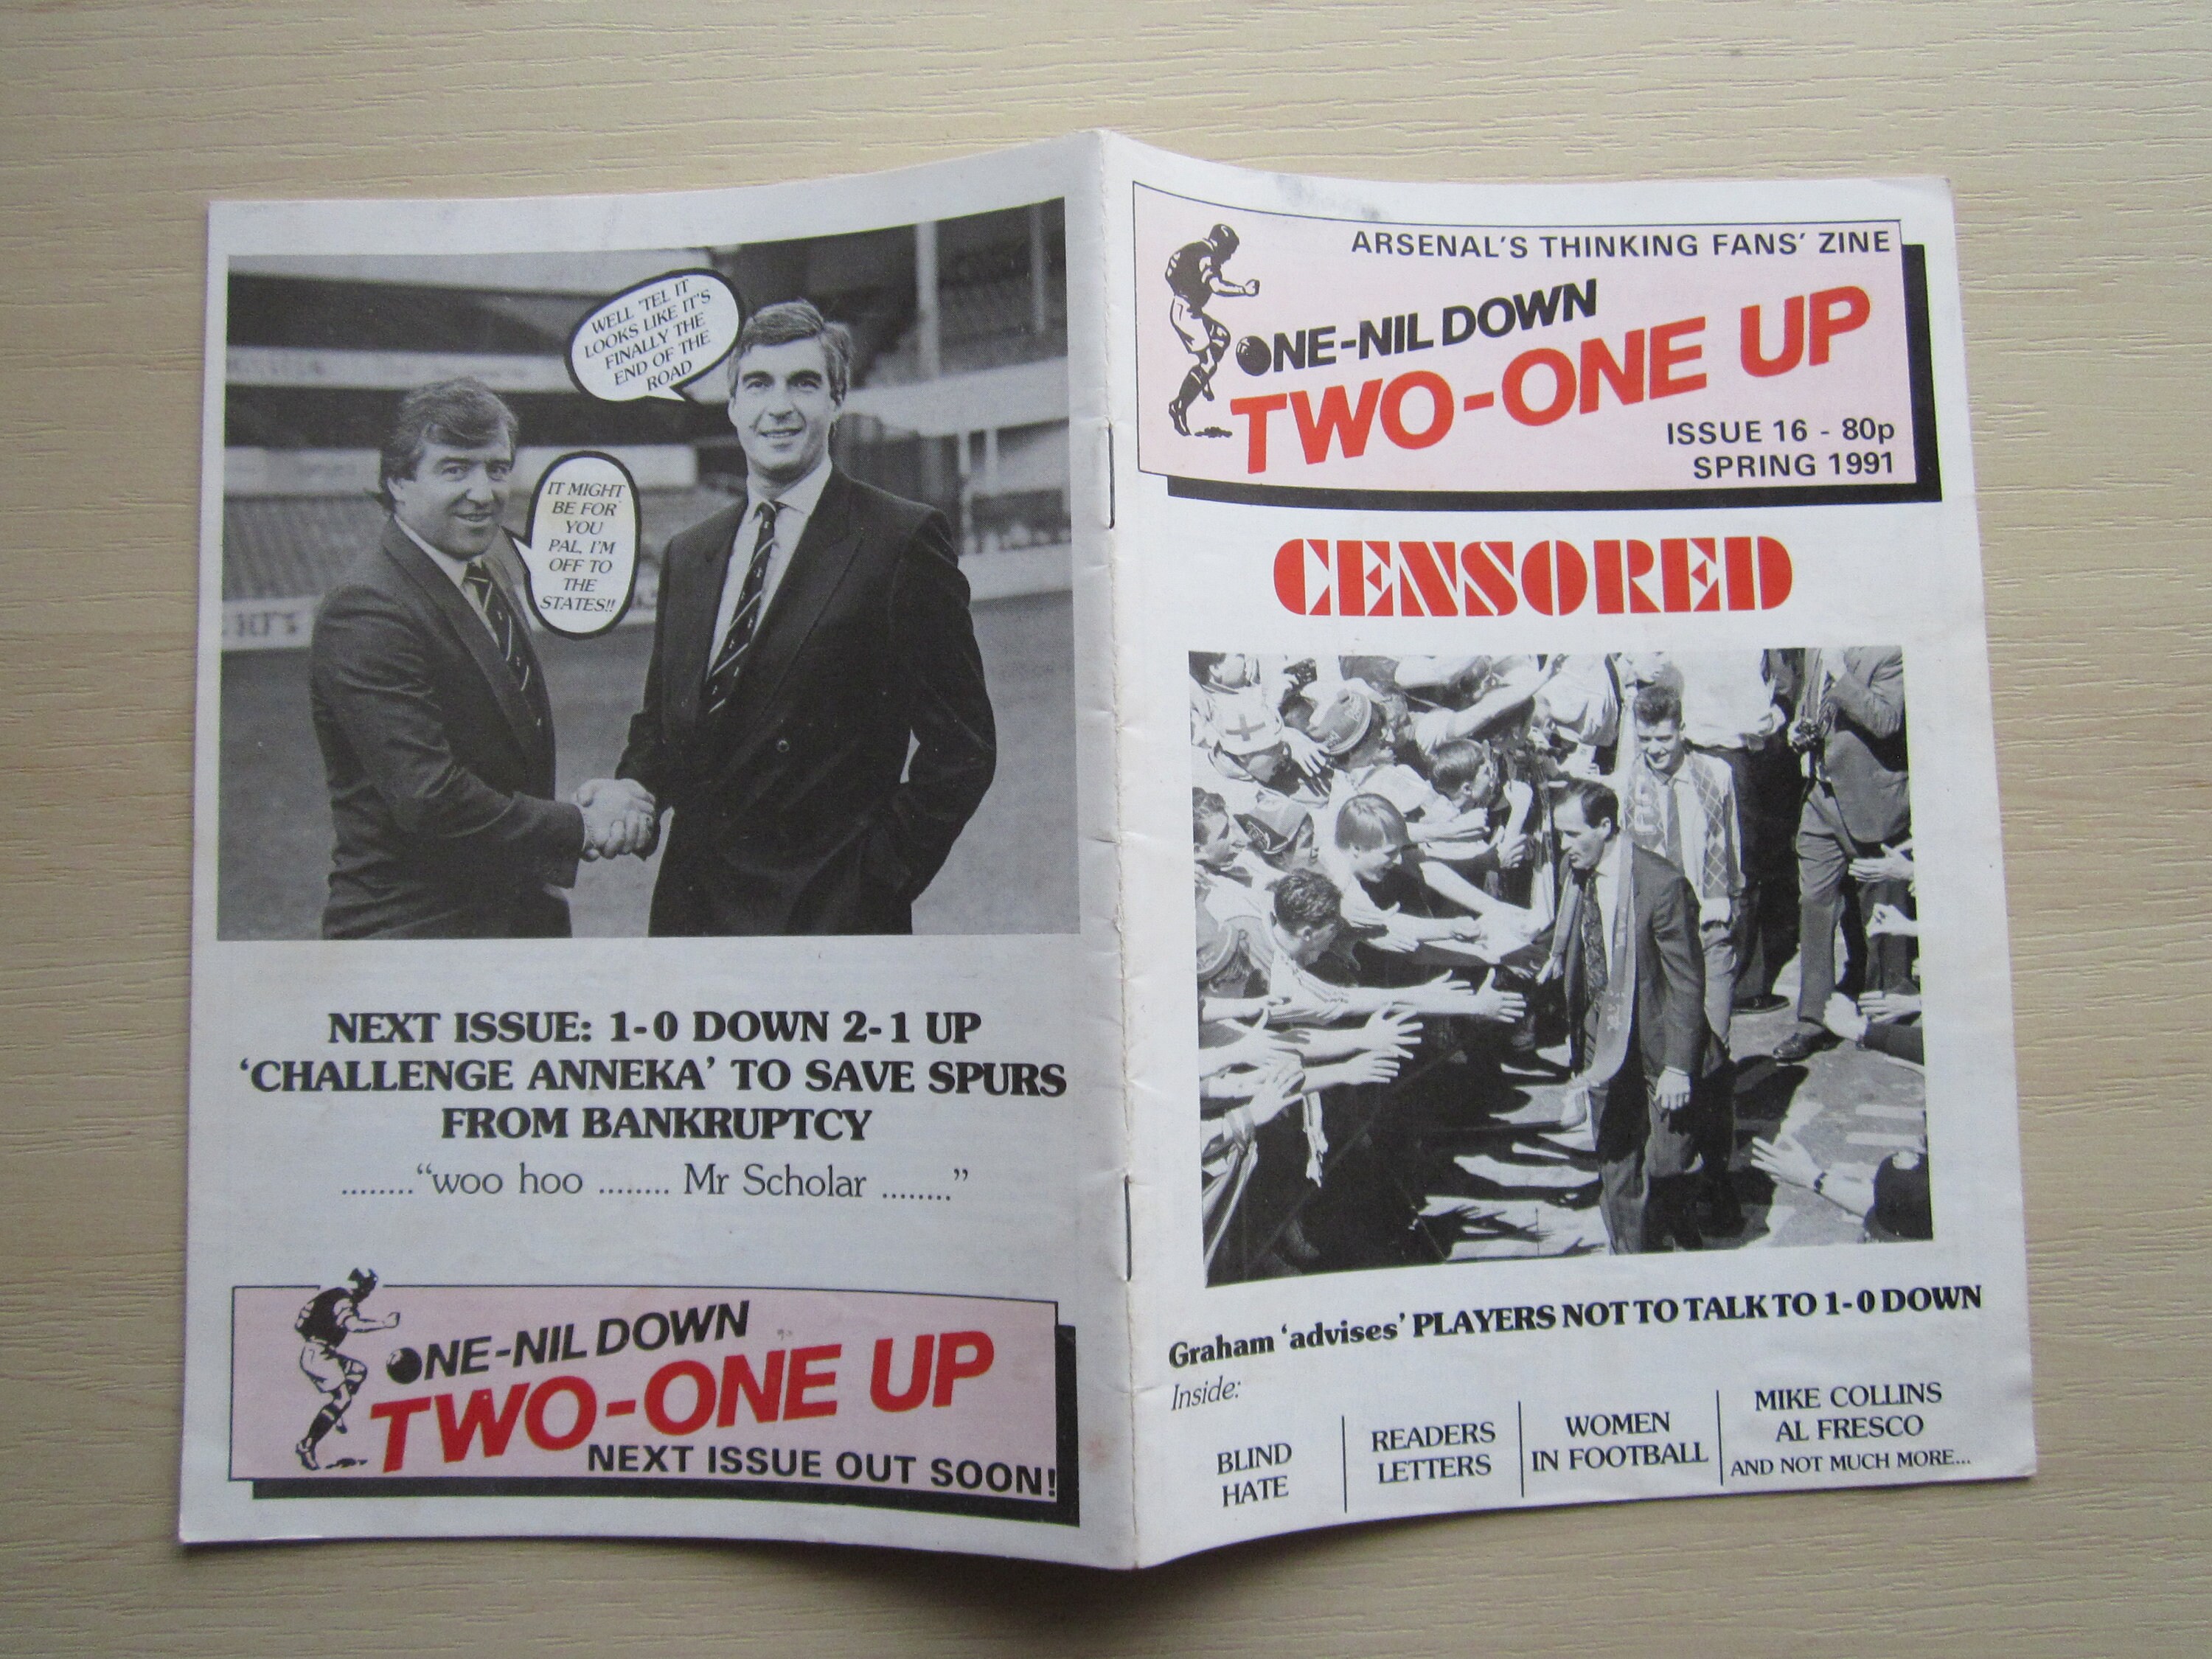 WELL 'TEL IT
LOOKS LIKE IT'S
FINALLY THE
END OF THE
ROAD
IT MIGHT
BE FOR
YOU
PAL, I'M
OFF TO
THE
STATES!!
NEXT ISSUE: 1-0 DOWN 2-1 UP
'CHALLENGE ANNEKA' TO SAVE SPURS
FROM BANKRUPTCY
........"woo hoo ........ Mr Scholar ........"
ONE-NIL DOWN
TWO-ONE UP
NEXT ISSUE OUT SOON!
ARSENAL'S THINKING FANS' ZINE
ONE-NIL DOWN
TWO-ONE UP
ISSUE 16 - 80p
SPRING 1991
CENSORED
Graham 'advises' PLAYERS NOT TO TALK TO 1-0 DOWN
Inside:
BLIND
HATE
READERS
LETTERS
WOMEN
IN FOOTBALL
MIKE COLLINS
AL FRESCO
AND NOT MUCH MORE...